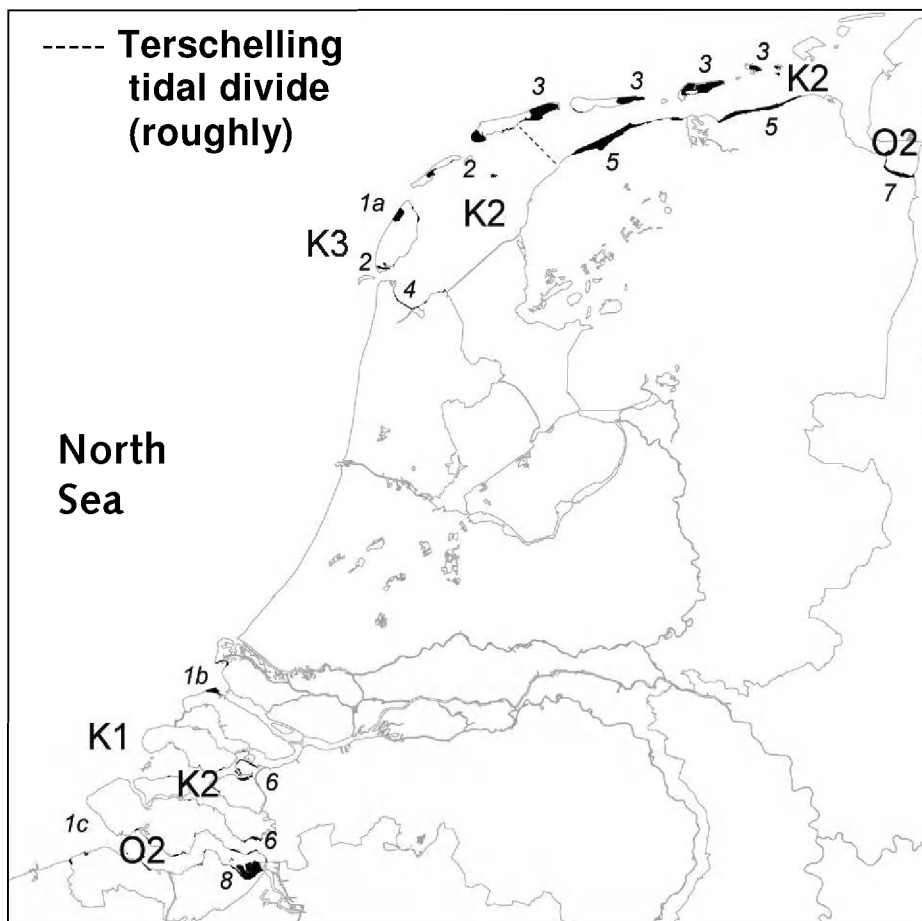 ----- Terschelling
tidal divide
(roughly)
3
3
3
3
K2
5
5
O2
7
2
K2
1a
K3
2
4
North
Sea
1b
K1
K2
6
1c
6
O2
8